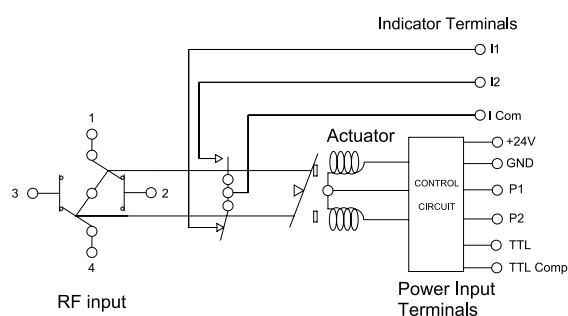 Indicator Terminals
I1
I2
I Com
Actuator
+24V
GND
CONTROL
CIRCUIT
P1
P2
TTL
TTL Comp
1
3
2
4
RF input
Power Input
Terminals